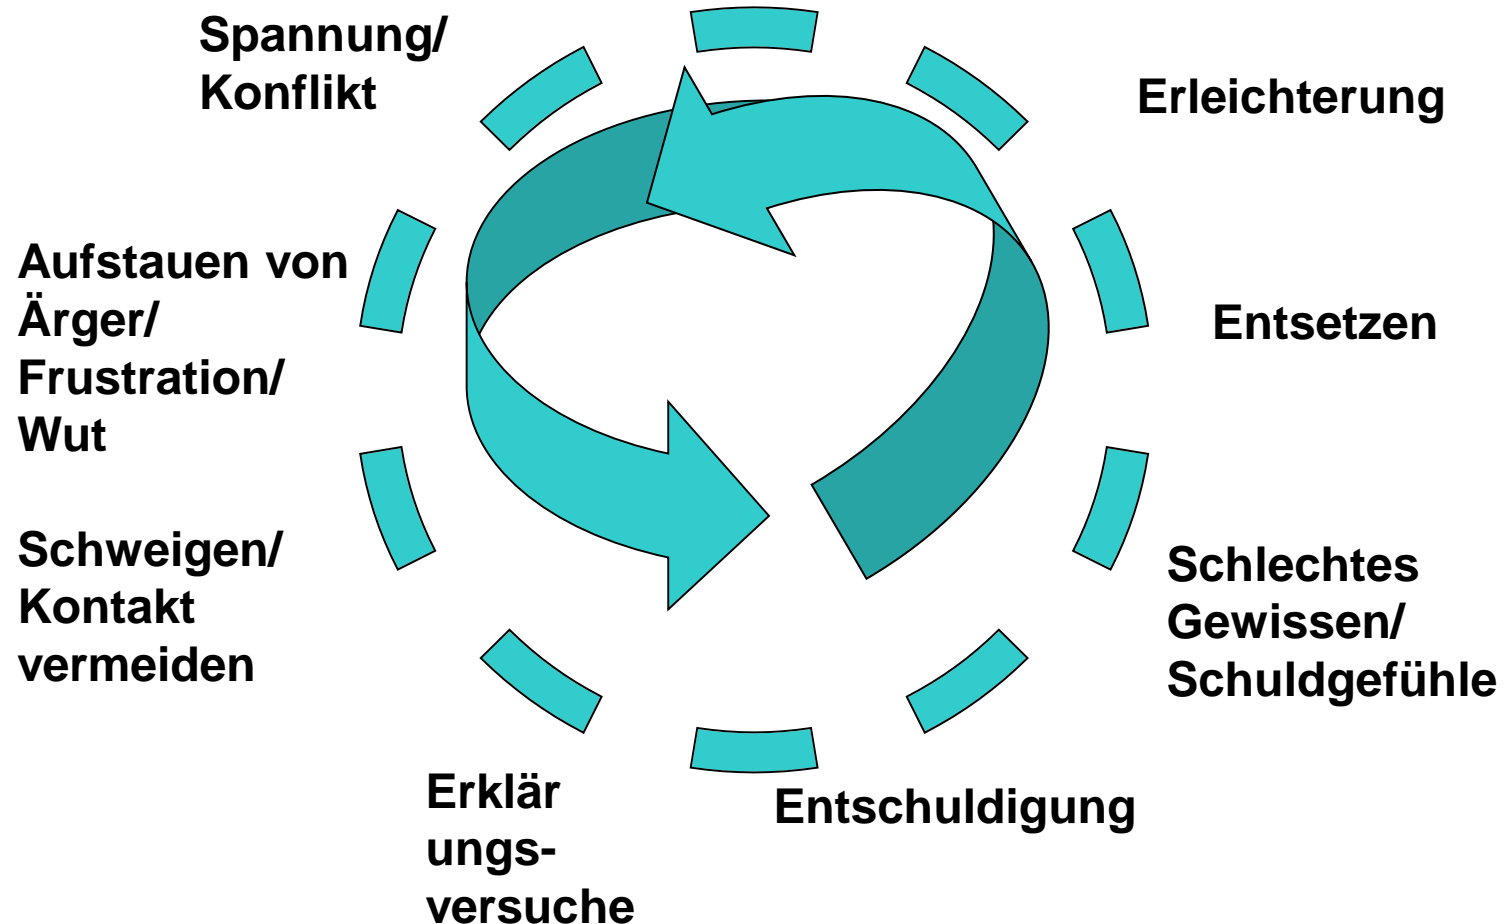 Spannung/
Konflikt
Erleichterung
Aufstauen von
Ärger/
Frustration/
Wut
Entsetzen
Schweigen/
Kontakt
vermeiden
Schlechtes
Gewissen/
Schuldgefühle
Erklär
ungs-
versuche
Entschuldigung